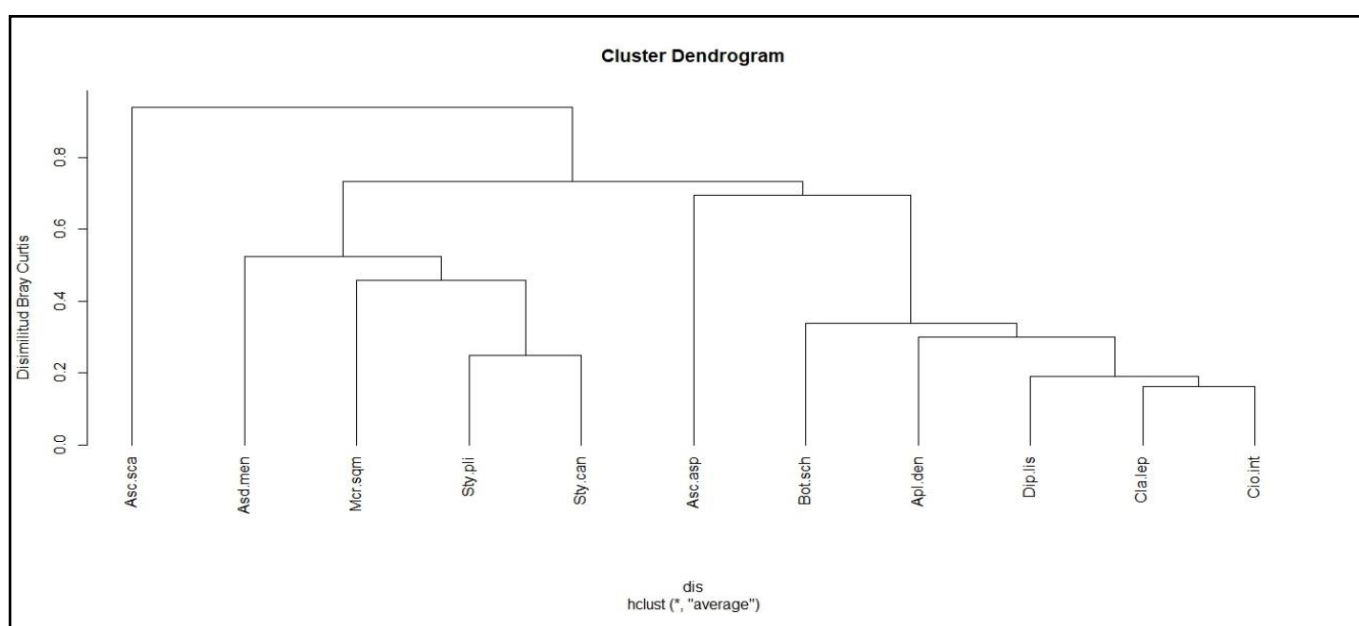 Cluster Dendrogram
Disimilitud Bray Curtis
0.0
0.2
0.4
0.6
0.8
Asc.sca
Asd.men
Mcr.sqm
Sty.pli
Sty.can
Asc.asp
Bot.sch
Apl.den
Dip.lis
Cla.lep
Cio.int
dis
hclust (*, "average")